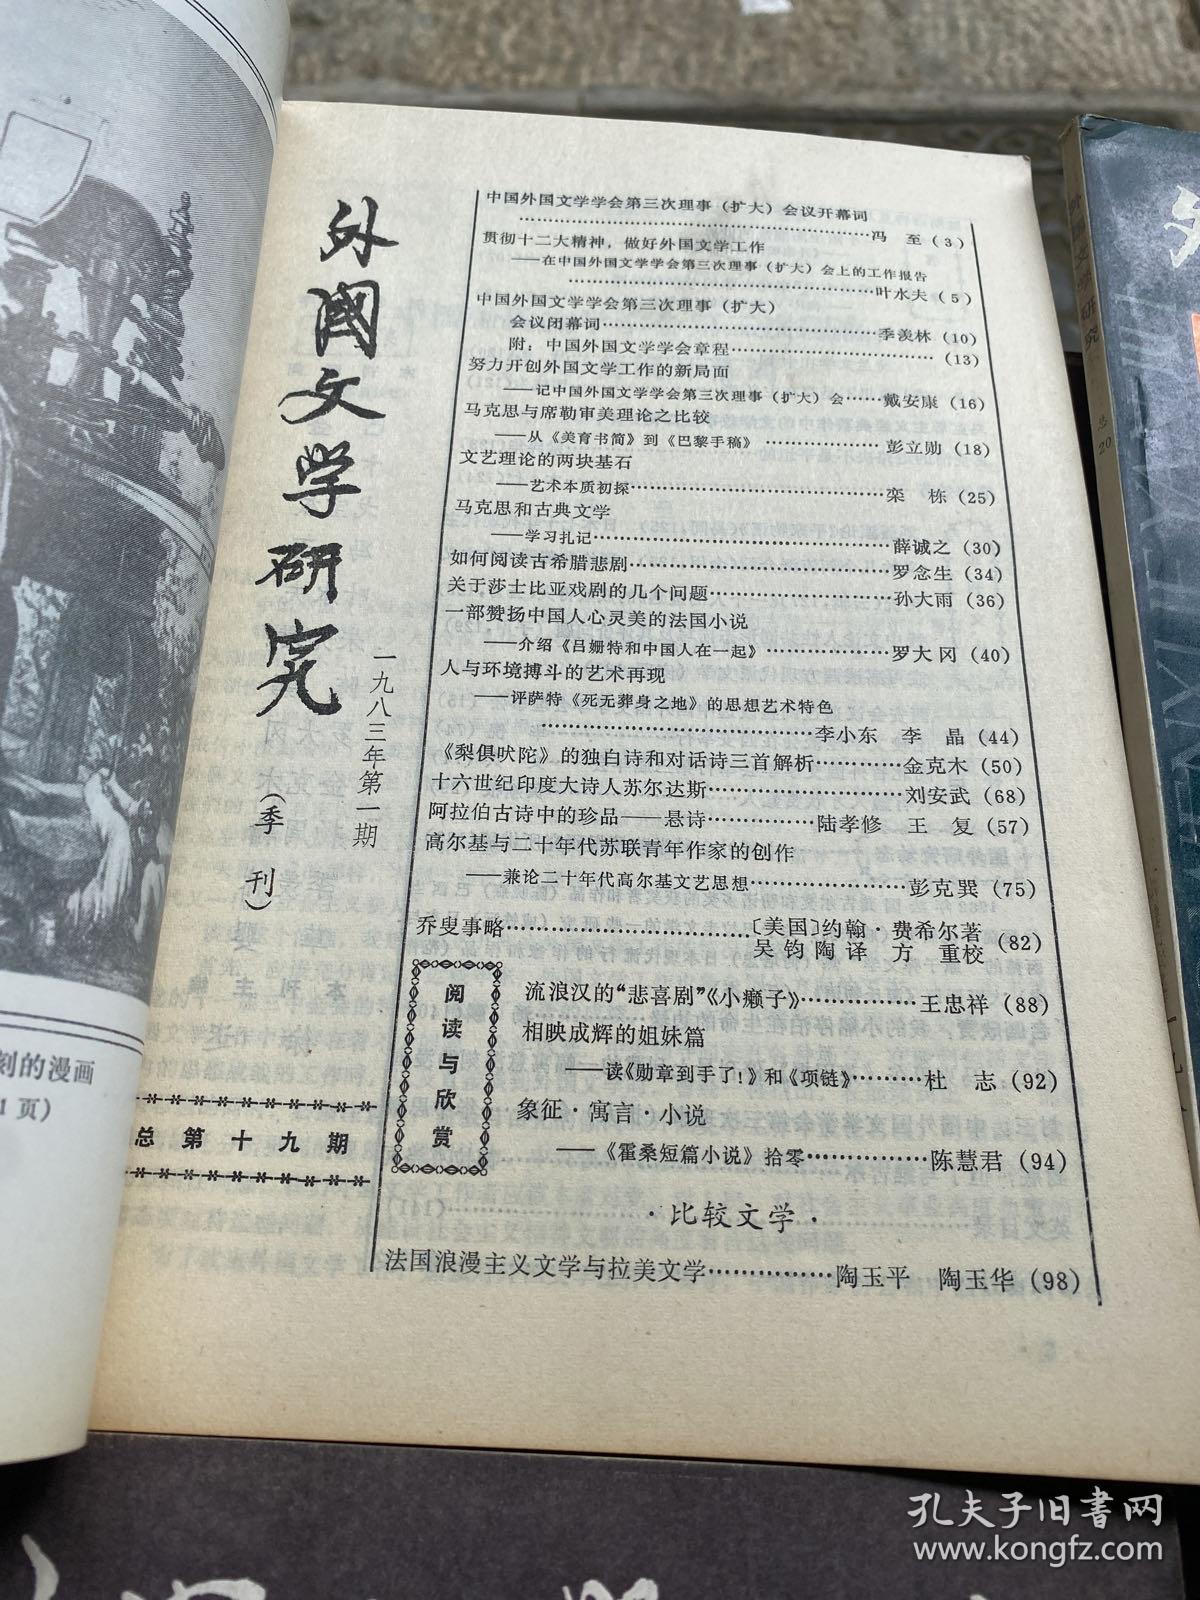 外国文学研究
一九八三年第一期
（季刊）
总第十九期
中国外国文学学会第三次理事（扩大）会议开幕词
……冯　至（3）
贯彻十二大精神，做好外国文学工作
——在中国外国文学学会第三次理事（扩大）会上的工作报告
……叶水夫（5）
中国外国文学学会第三次理事（扩大）
会议闭幕词……季羡林（10）
附：中国外国文学学会章程……（13）
努力开创外国文学工作的新局面
——记中国外国文学学会第三次理事（扩大）会……戴安康（16）
马克思与席勒审美理论之比较
——从《美育书简》到《巴黎手稿》……彭立勋（18）
文艺理论的两块基石
——艺术本质初探……栾　栋（25）
马克思和古典文学
——学习扎记……薛诚之（30）
如何阅读古希腊悲剧……罗念生（34）
关于莎士比亚戏剧的几个问题……孙大雨（36）
一部赞扬中国人心灵美的法国小说
——介绍《吕姗特和中国人在一起》……罗大冈（40）
人与环境搏斗的艺术再现
——评萨特《死无葬身之地》的思想艺术特色
……李小东　李　晶（44）
《梨俱吠陀》的独白诗和对话诗三首解析……金克木（50）
十六世纪印度大诗人苏尔达斯……刘安武（68）
阿拉伯古诗中的珍品——悬诗……陆孝修　王　复（57）
高尔基与二十年代苏联青年作家的创作
——兼论二十年代高尔基文艺思想……彭克巽（75）
乔叟事略……〔美国〕约翰·费希尔著
吴钧陶译　方　重校（82）
阅读与欣赏
流浪汉的“悲喜剧”《小癞子》……王忠祥（88）
相映成辉的姐妹篇
——读《勋章到手了！》和《项链》……杜　志（92）
象征·寓言·小说
——《霍桑短篇小说》拾零……陈慧君（94）
·比较文学·
法国浪漫主义文学与拉美文学……陶玉平　陶玉华（98）
刻的漫画
1页）
总20
孔夫子旧书网
www.kongfz.com